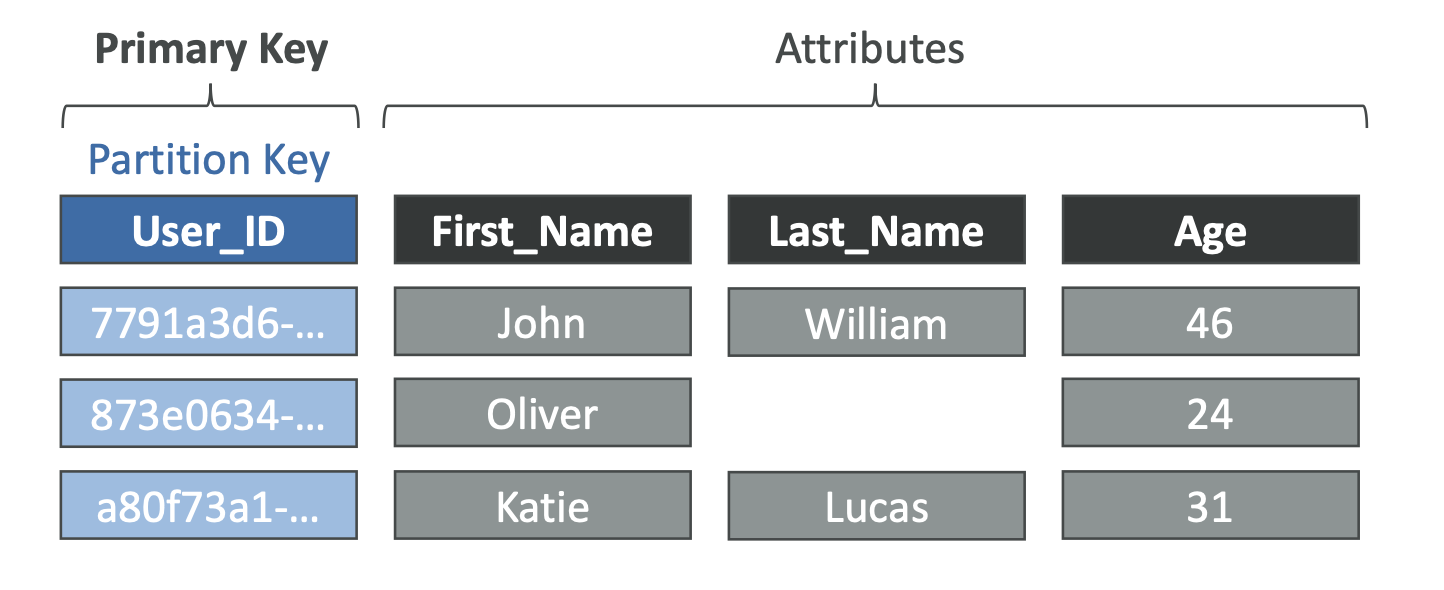 Primary Key Attributes
Partition Key
User_ID First_Name Last_Name Age
7791a3d6-... John William 46
873e0634-... Oliver 24
a80f73a1-... Katie Lucas 31